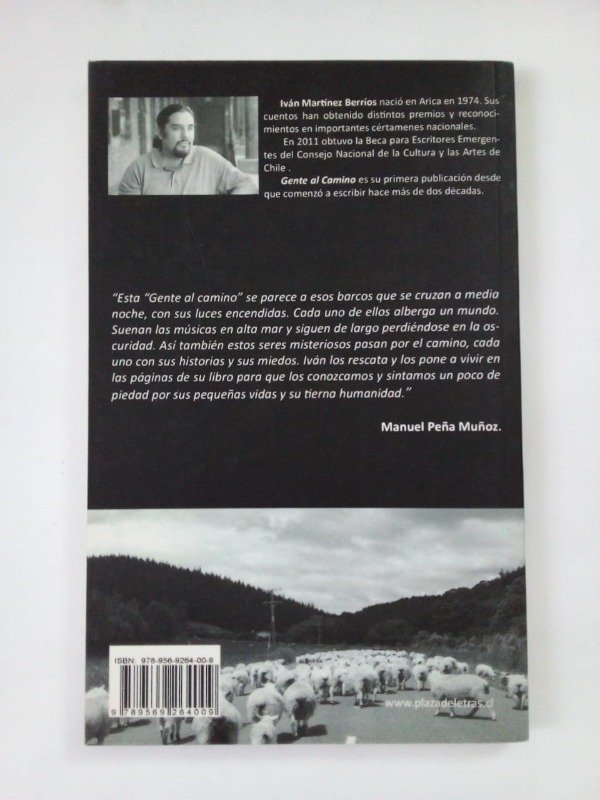 Iván Martínez Berríos nació en Arica en 1974. Sus
cuentos han obtenido distintos premios y reconoci-
mientos en importantes cértamenes nacionales.
En 2011 obtuvo la Beca para Escritores Emergen-
tes del Consejo Nacional de la Cultura y las Artes de
Chile .
Gente al Camino es su primera publicación desde
que comenzó a escribir hace más de dos décadas.
“Esta “Gente al camino” se parece a esos barcos que se cruzan a media
noche, con sus luces encendidas. Cada uno de ellos alberga un mundo.
Suenan las músicas en alta mar y siguen de largo perdiéndose en la os-
curidad. Así también estos seres misteriosos pasan por el camino, cada
uno con sus historias y sus miedos. Iván los rescata y los pone a vivir en
las páginas de su libro para que los conozcamos y sintamos un poco de
piedad por sus pequeñas vidas y su tierna humanidad.”
Manuel Peña Muñoz.
ISBN: 978-956-9264-00-9
9 789569 264009
www.plazadeletras.cl